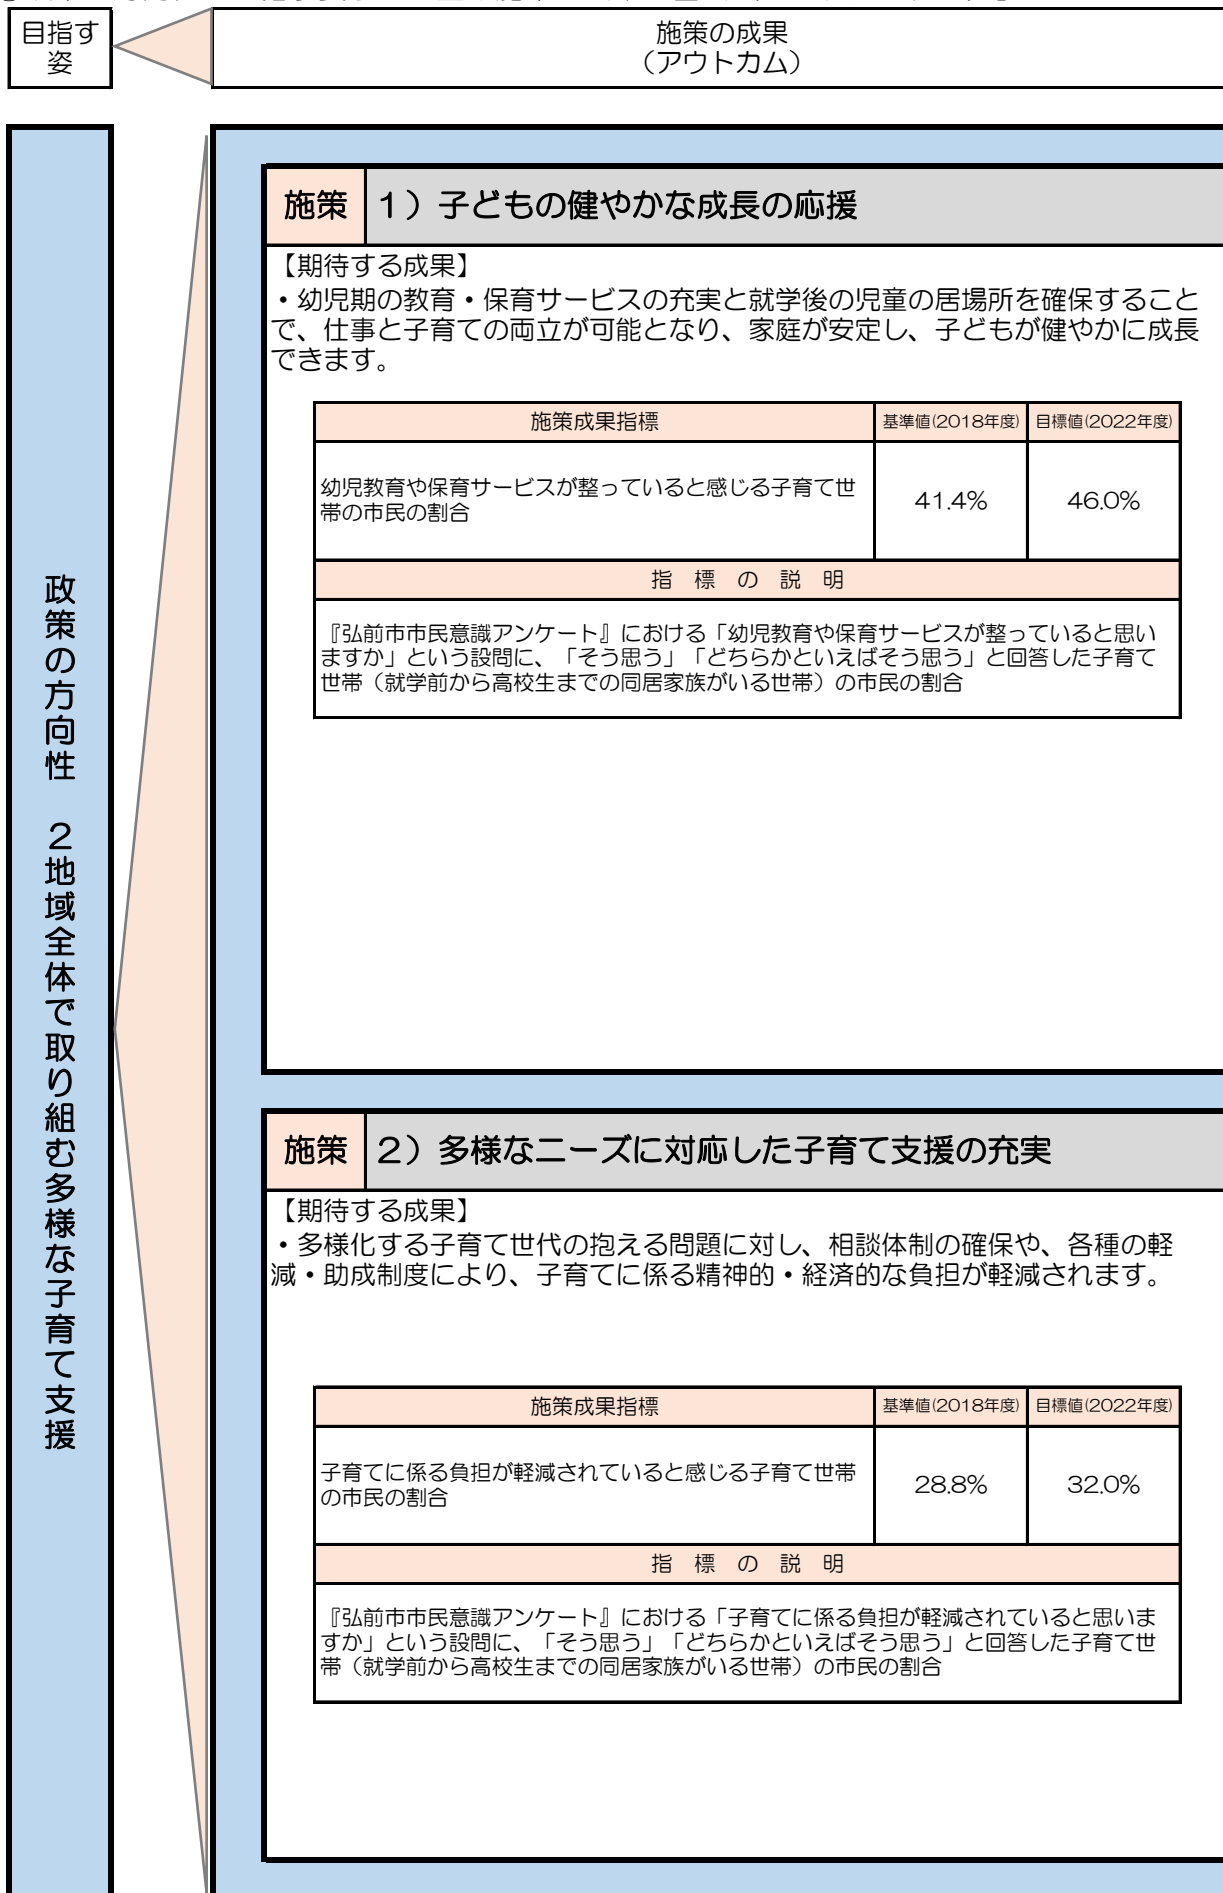 目指す
姿
施策の成果
（アウトカム）
政策の方向性　２地域全体で取り組む多様な子育て支援
施策
１）子どもの健やかな成長の応援
【期待する成果】
・幼児期の教育・保育サービスの充実と就学後の児童の居場所を確保すること
で、仕事と子育ての両立が可能となり、家庭が安定し、子どもが健やかに成長
できます。
施策成果指標
基準値(2018年度)
目標値(2022年度)
幼児教育や保育サービスが整っていると感じる子育て世
帯の市民の割合
41.4%
46.0%
指　標　の　説　明
『弘前市市民意識アンケート』における「幼児教育や保育サービスが整っていると思い
ますか」という設問に、「そう思う」「どちらかといえばそう思う」と回答した子育て
世帯（就学前から高校生までの同居家族がいる世帯）の市民の割合
施策
２）多様なニーズに対応した子育て支援の充実
【期待する成果】
・多様化する子育て世代の抱える問題に対し、相談体制の確保や、各種の軽
減・助成制度により、子育てに係る精神的・経済的な負担が軽減されます。
施策成果指標
基準値(2018年度)
目標値(2022年度)
子育てに係る負担が軽減されていると感じる子育て世帯
の市民の割合
28.8%
32.0%
指　標　の　説　明
『弘前市市民意識アンケート』における「子育てに係る負担が軽減されていると思いま
すか」という設問に、「そう思う」「どちらかといえばそう思う」と回答した子育て世
帯（就学前から高校生までの同居家族がいる世帯）の市民の割合